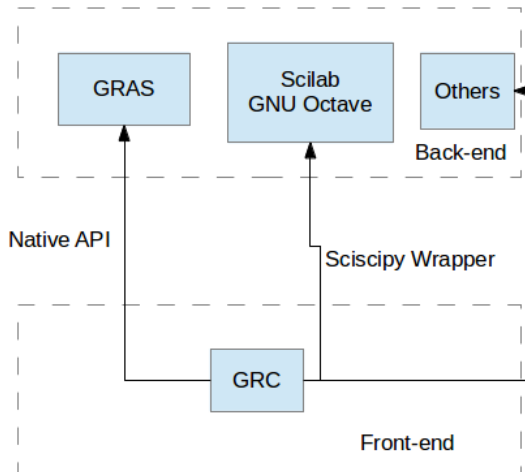 GRAS
Scilab
GNU Octave
Others
Back-end
Native API
Sciscipy Wrapper
GRC
Front-end